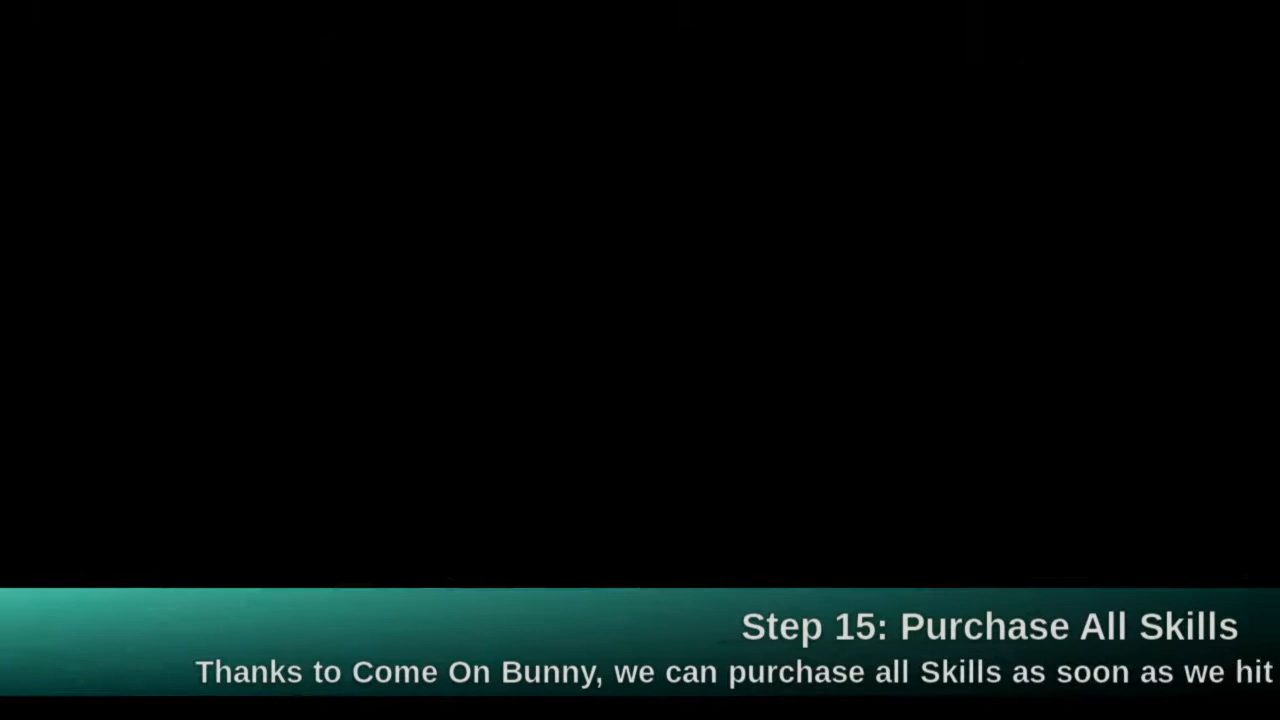 Step 15: Purchase All Skills
Thanks to Come On Bunny, we can purchase all Skills as soon as we hit